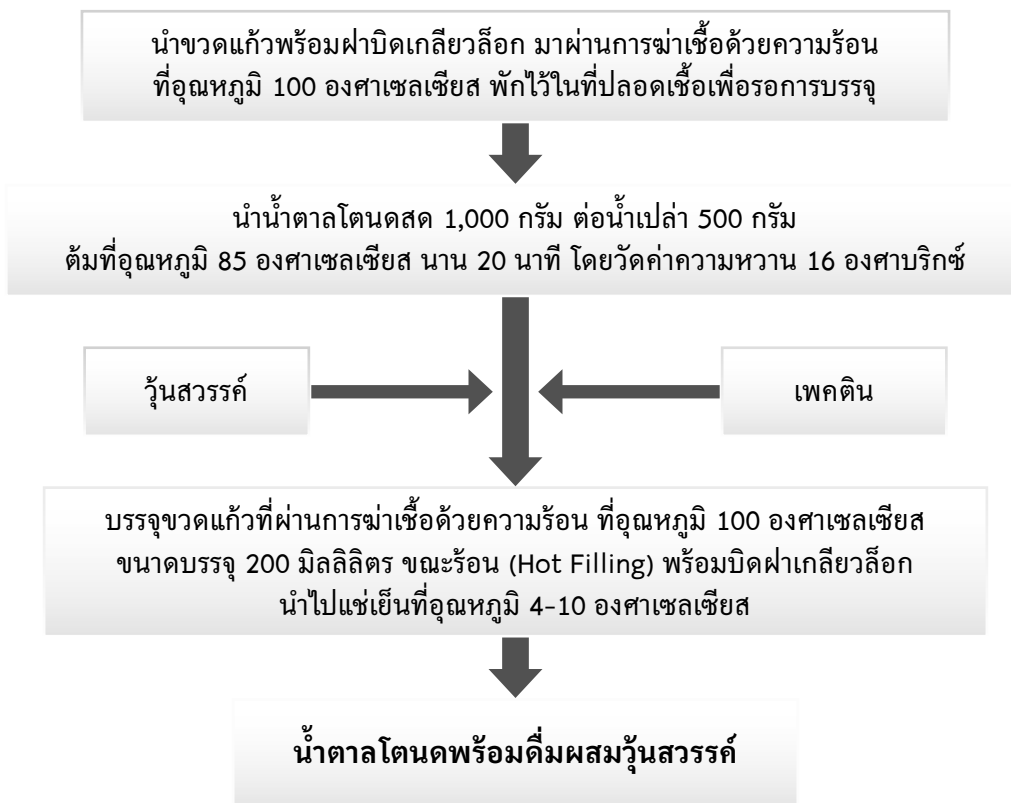 นำขวดแก้วพร้อมฝาบิดเกลียวล็อก มาผ่านการฆ่าเชื้อด้วยความร้อน
ที่อุณหภูมิ 100 องศาเซลเซียส พักไว้ในที่ปลอดเชื้อเพื่อรอการบรรจุ
นำน้ำตาลโตนดสด 1,000 กรัม ต่อน้ำเปล่า 500 กรัม
ต้มที่อุณหภูมิ 85 องศาเซลเซียส นาน 20 นาที โดยวัดค่าความหวาน 16 องศาบริกซ์
วุ้นสวรรค์
เพคติน
บรรจุขวดแก้วที่ผ่านการฆ่าเชื้อด้วยความร้อน ที่อุณหภูมิ 100 องศาเซลเซียส
ขนาดบรรจุ 200 มิลลิลิตร ขณะร้อน (Hot Filling) พร้อมบิดฝาเกลียวล็อก
นำไปแช่เย็นที่อุณหภูมิ 4-10 องศาเซลเซียส
น้ำตาลโตนดพร้อมดื่มผสมวุ้นสวรรค์